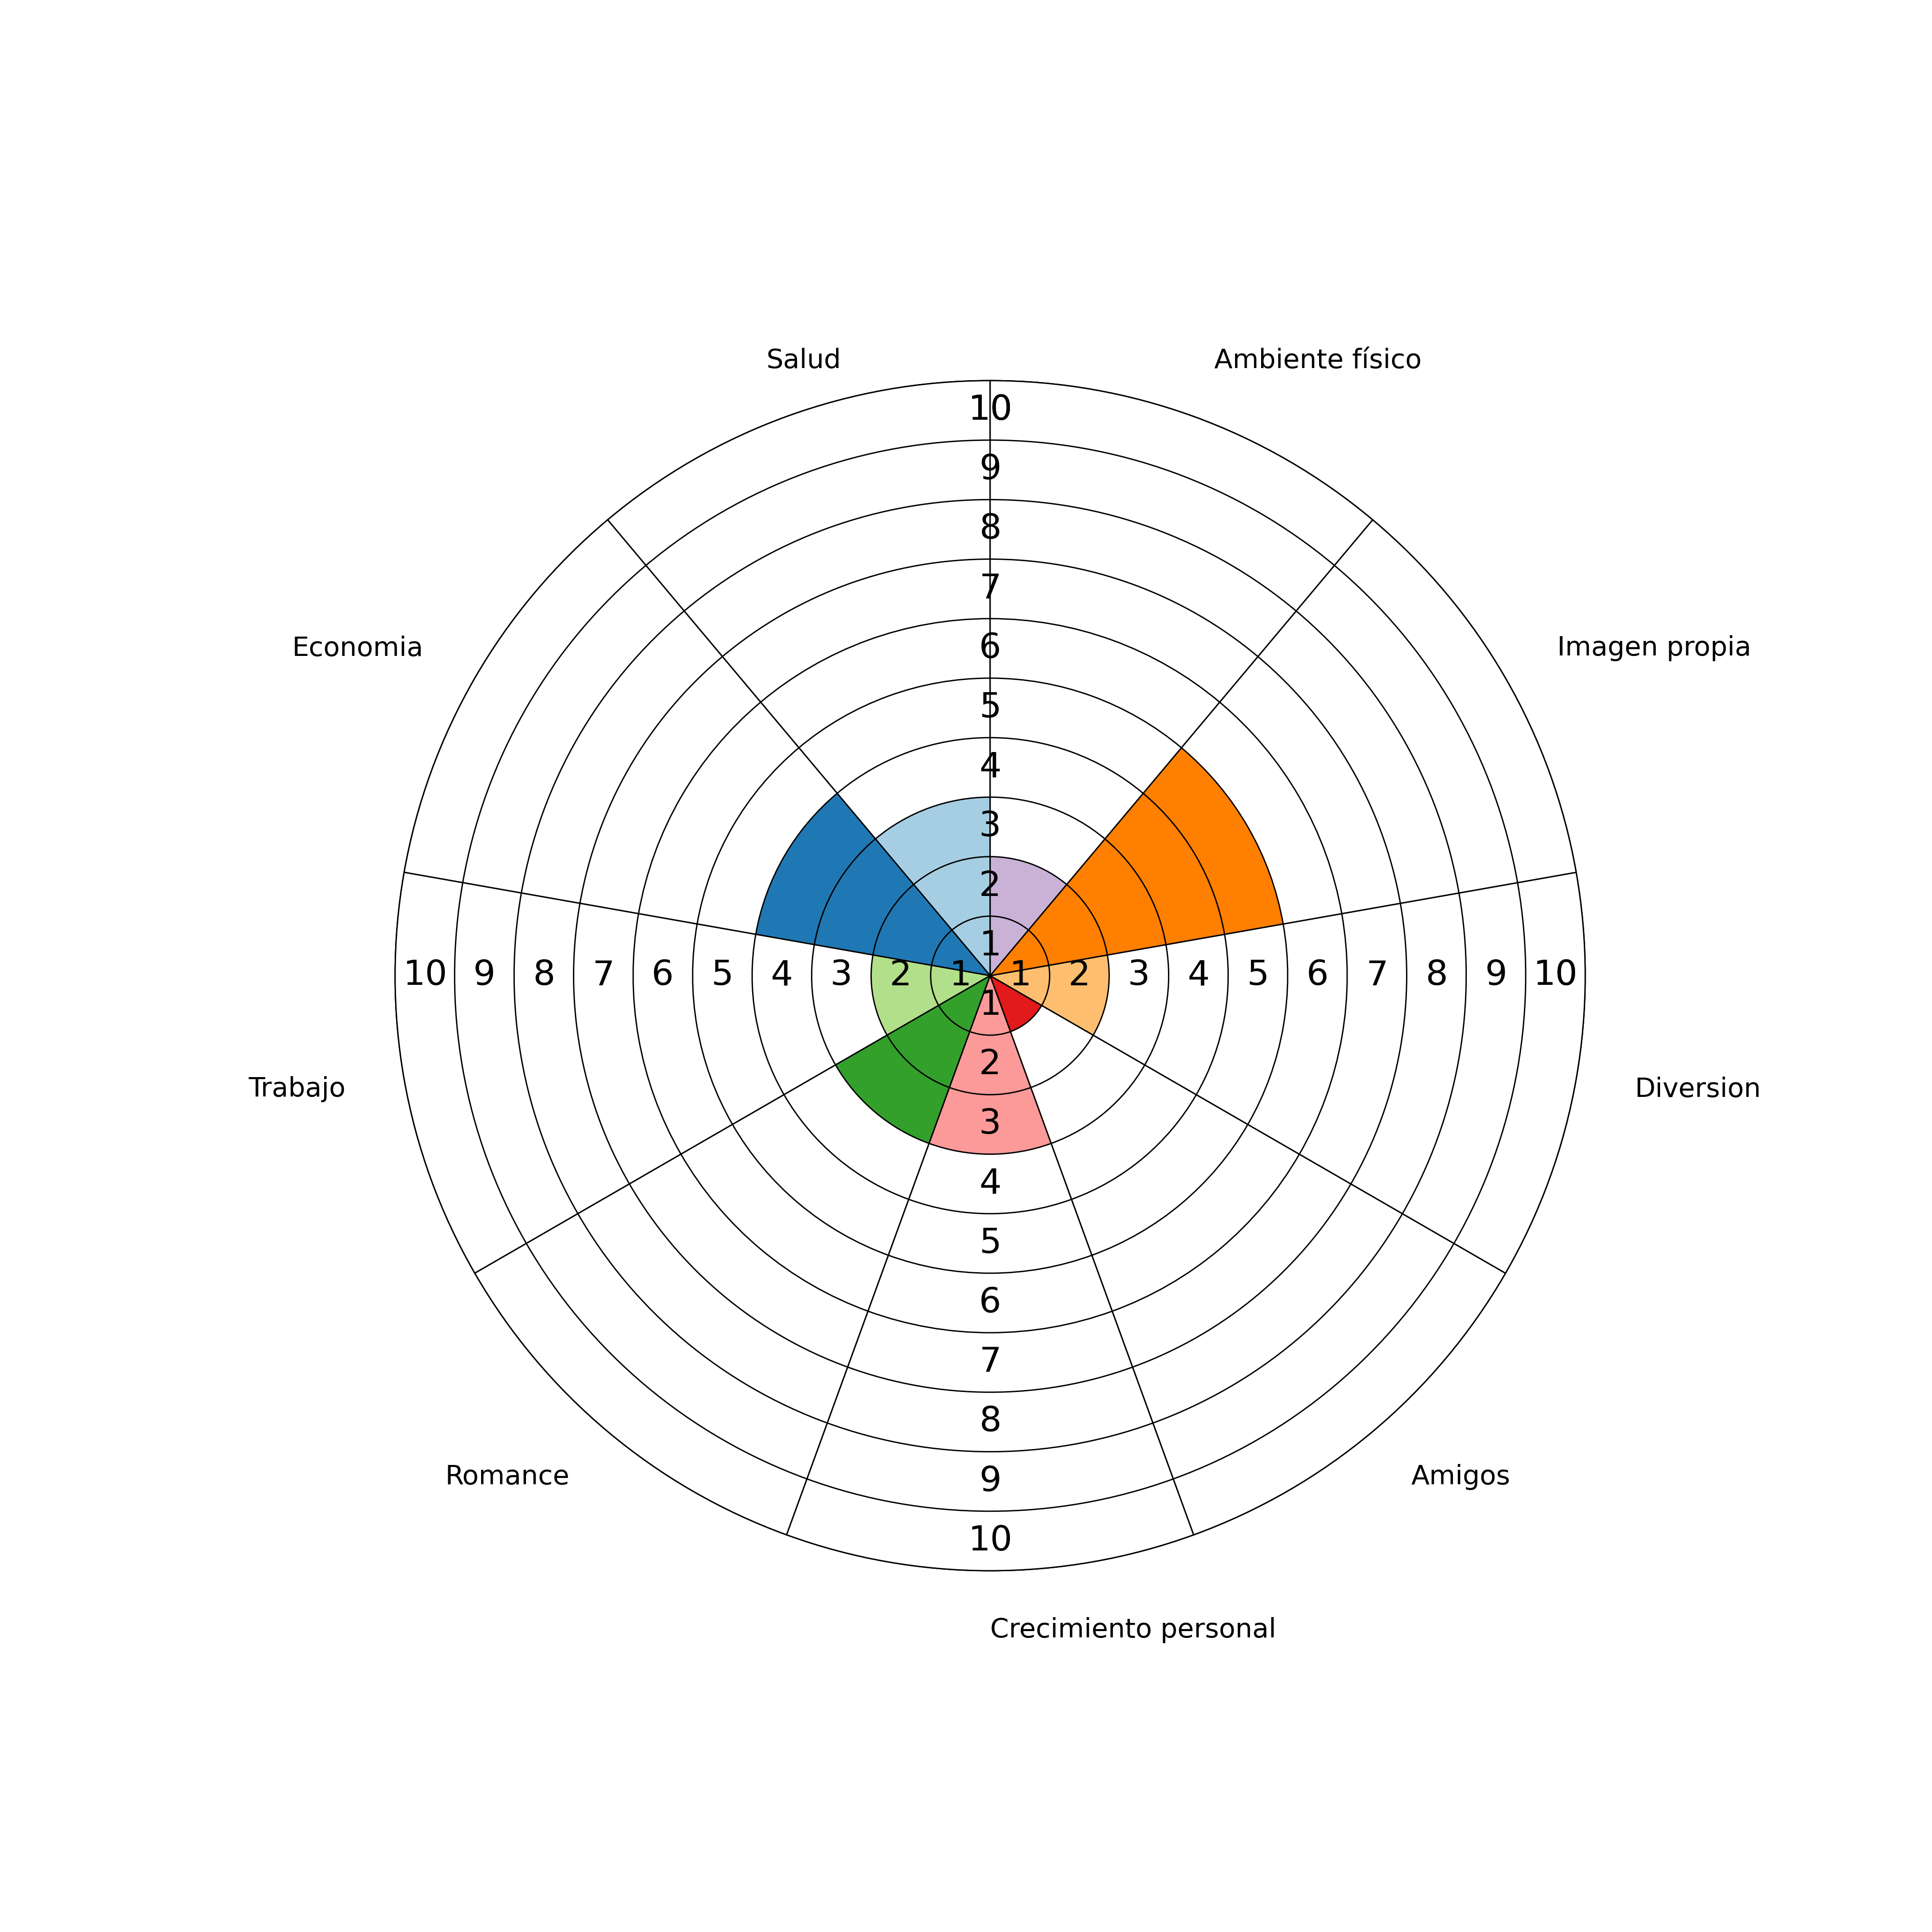 Salud
Ambiente físico
10
9
8
7
Economia
6
Imagen propia
5
4
3
2
1
10 9 8 7 6 5 4 3 2 1 1 2 3 4 5 6 7 8 9 10
1
2
Trabajo
Diversion
3
4
5
6
7
8
Romance
Amigos
9
10
Crecimiento personal